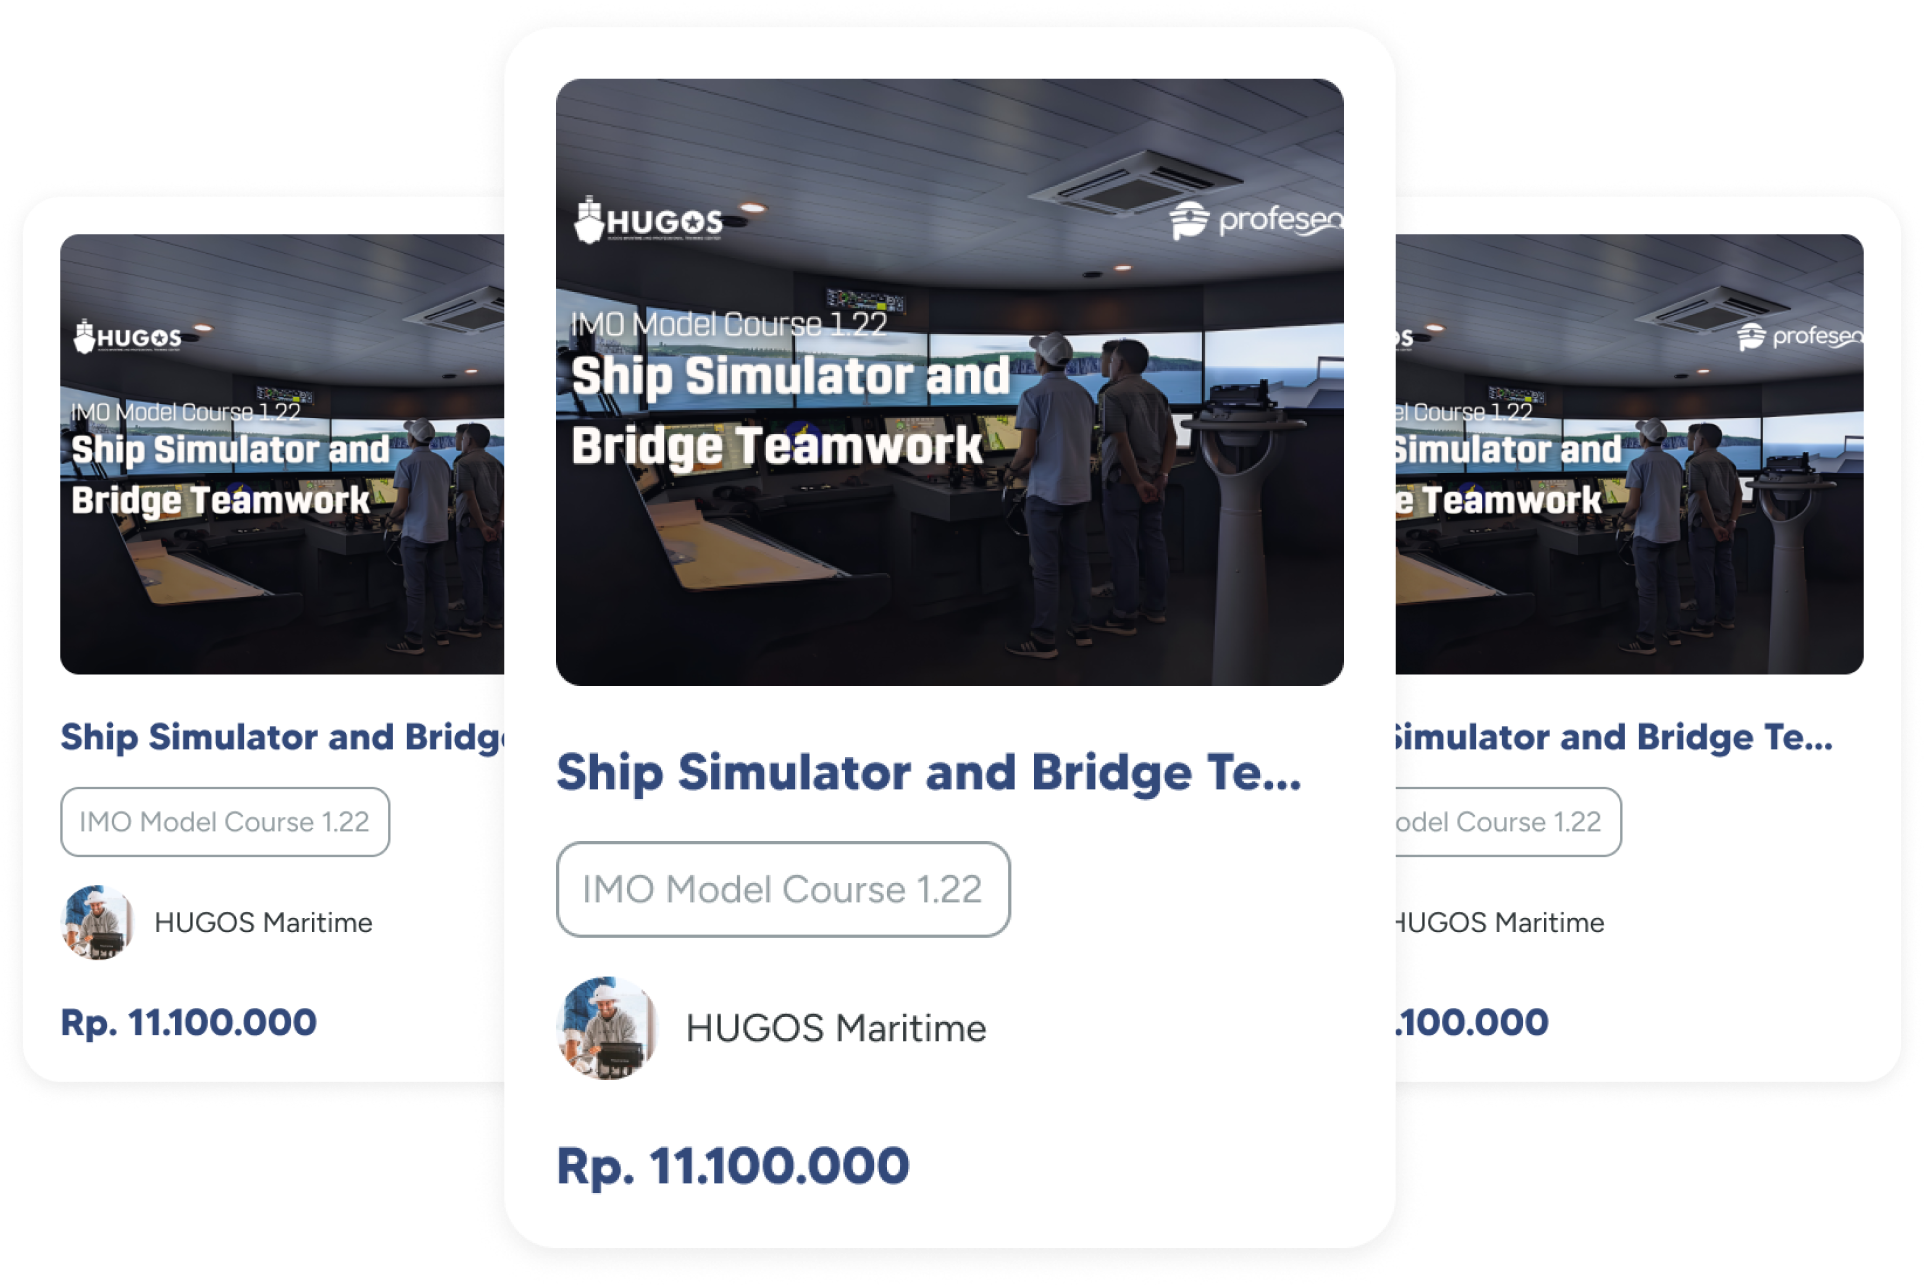 HUGOS
IMO Model Course 1.22
Ship Simulator and
Bridge Teamwork
Ship Simulator and Bridg
IMO Model Course 1.22
HUGOS Maritime
Rp. 11.100.000
HUGOS
profesea
IMO Model Course 1.22
Ship Simulator and
Bridge Teamwork
Ship Simulator and Bridge Te...
IMO Model Course 1.22
HUGOS Maritime
Rp. 11.100.000
OS
profesea
el Course 1.22
Simulator and
e Teamwork
Simulator and Bridge Te...
odel Course 1.22
HUGOS Maritime
.100.000